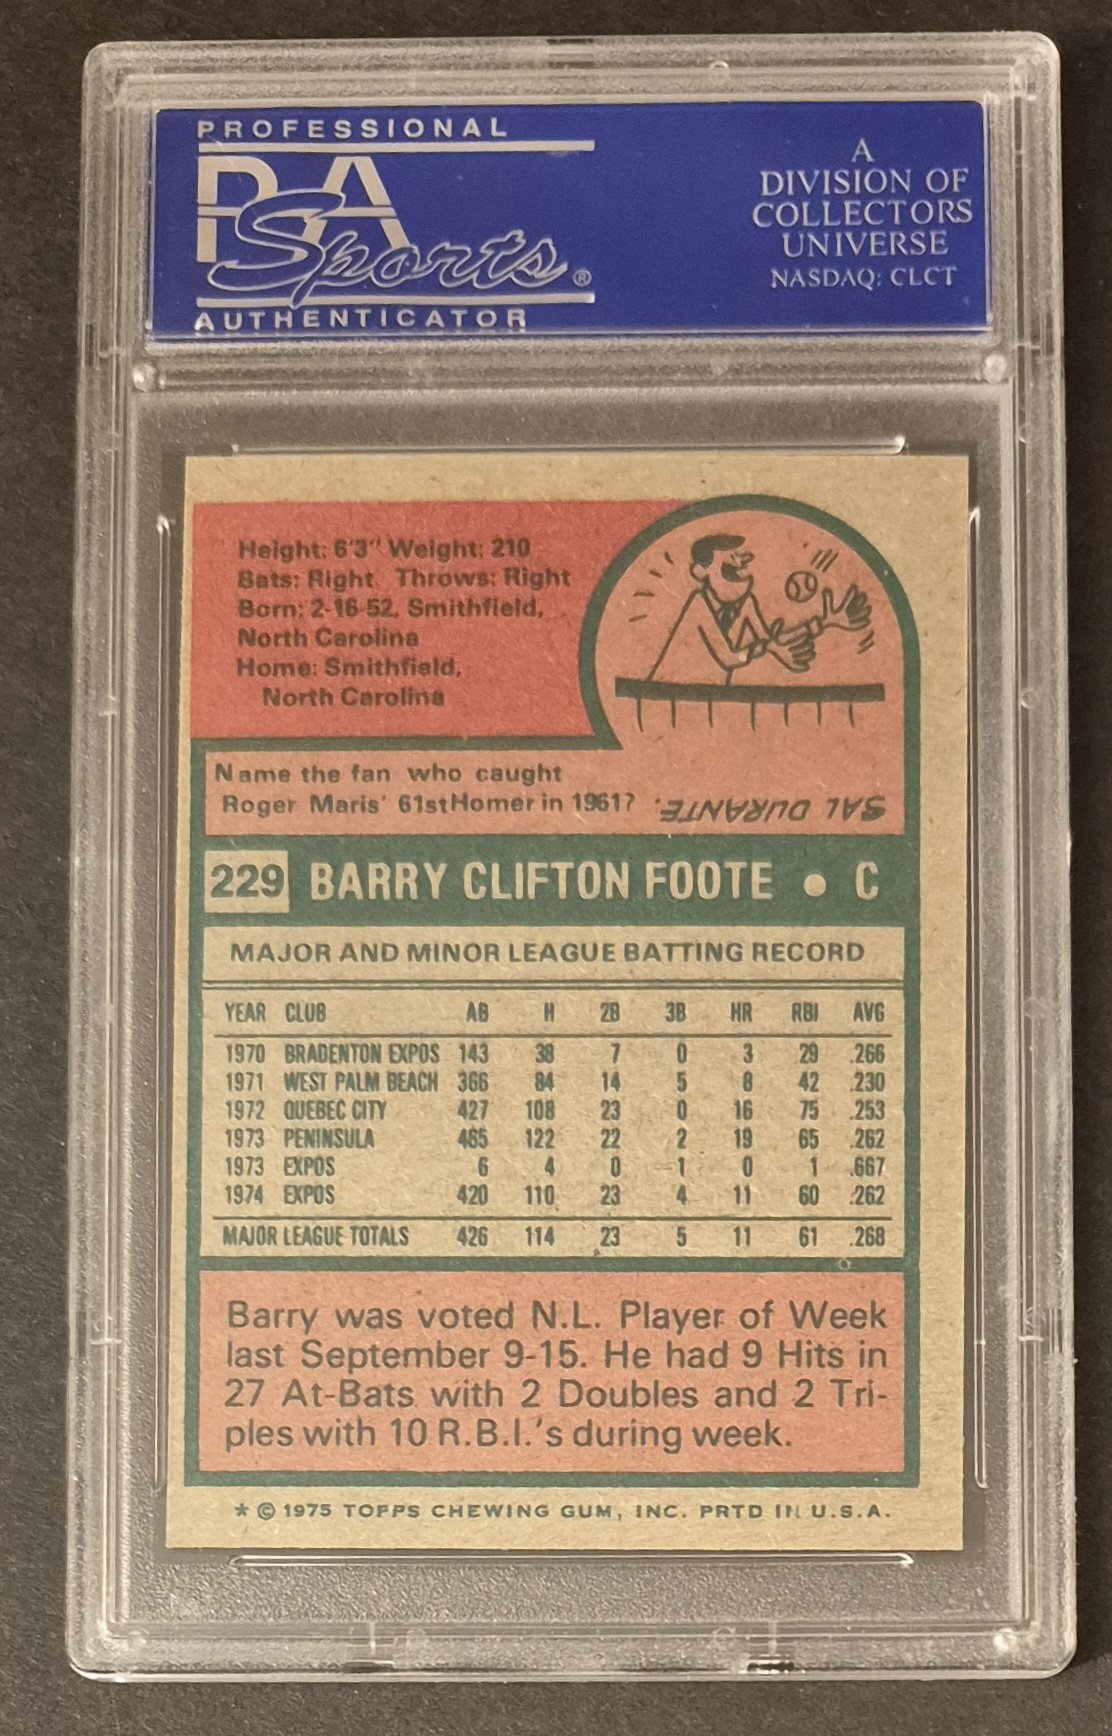 PROFESSIONAL
PSA
Sports®
AUTHENTICATOR
A
DIVISION OF
COLLECTORS
UNIVERSE
NASDAQ: CLCT
Height: 6'3" Weight: 210
Bats: Right Throws: Right
Born: 2-16-52, Smithfield,
North Carolina
Home: Smithfield,
North Carolina
Name the fan who caught
Roger Maris' 61st Homer in 1961?
SAL DURANTE.
229 BARRY CLIFTON FOOTE • C
MAJOR AND MINOR LEAGUE BATTING RECORD
YEAR CLUB AB H 2B 3B HR RBI AVG
1970 BRADENTON EXPOS 143 38 7 0 3 29 .266
1971 WEST PALM BEACH 366 84 14 5 8 42 .230
1972 QUEBEC CITY 427 108 23 0 16 75 .253
1973 PENINSULA 465 122 22 2 19 65 .262
1973 EXPOS 6 4 0 1 0 1 .667
1974 EXPOS 420 110 23 4 11 60 .262
MAJOR LEAGUE TOTALS 426 114 23 5 11 61 .268
Barry was voted N.L. Player of Week
last September 9-15. He had 9 Hits in
27 At-Bats with 2 Doubles and 2 Tri-
ples with 10 R.B.I.'s during week.
* © 1975 TOPPS CHEWING GUM, INC. PRTD IN U.S.A.